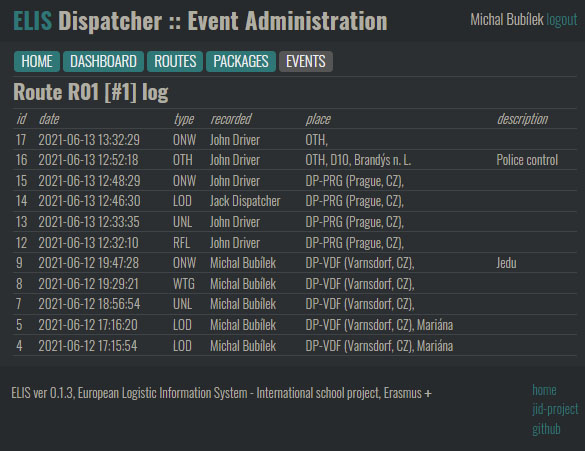 ELIS Dispatcher :: Event Administration
Michal Bubílek logout
HOME DASHBOARD ROUTES PACKAGES EVENTS
Route R01 [#1] log
id date type recorded place description
17 2021-06-13 13:32:29 ONW John Driver OTH,
16 2021-06-13 12:52:18 OTH John Driver OTH, D10, Brandýs n. L. Police control
15 2021-06-13 12:48:29 ONW John Driver DP-PRG (Prague, CZ),
14 2021-06-13 12:46:30 LOD Jack Dispatcher DP-PRG (Prague, CZ),
13 2021-06-13 12:33:35 UNL John Driver DP-PRG (Prague, CZ),
12 2021-06-13 12:32:10 RFL John Driver DP-PRG (Prague, CZ),
9 2021-06-12 19:47:28 ONW Michal Bubílek DP-VDF (Varnsdorf, CZ), Jedu
8 2021-06-12 19:29:21 WTG Michal Bubílek DP-VDF (Varnsdorf, CZ),
7 2021-06-12 18:56:54 UNL Michal Bubílek DP-VDF (Varnsdorf, CZ),
5 2021-06-12 17:16:20 LOD Michal Bubílek DP-VDF (Varnsdorf, CZ), Mariána
4 2021-06-12 17:15:54 LOD Michal Bubílek DP-VDF (Varnsdorf, CZ), Mariána
ELIS ver 0.1.3, European Logistic Information System - International school project, Erasmus +
home
jid-project
github